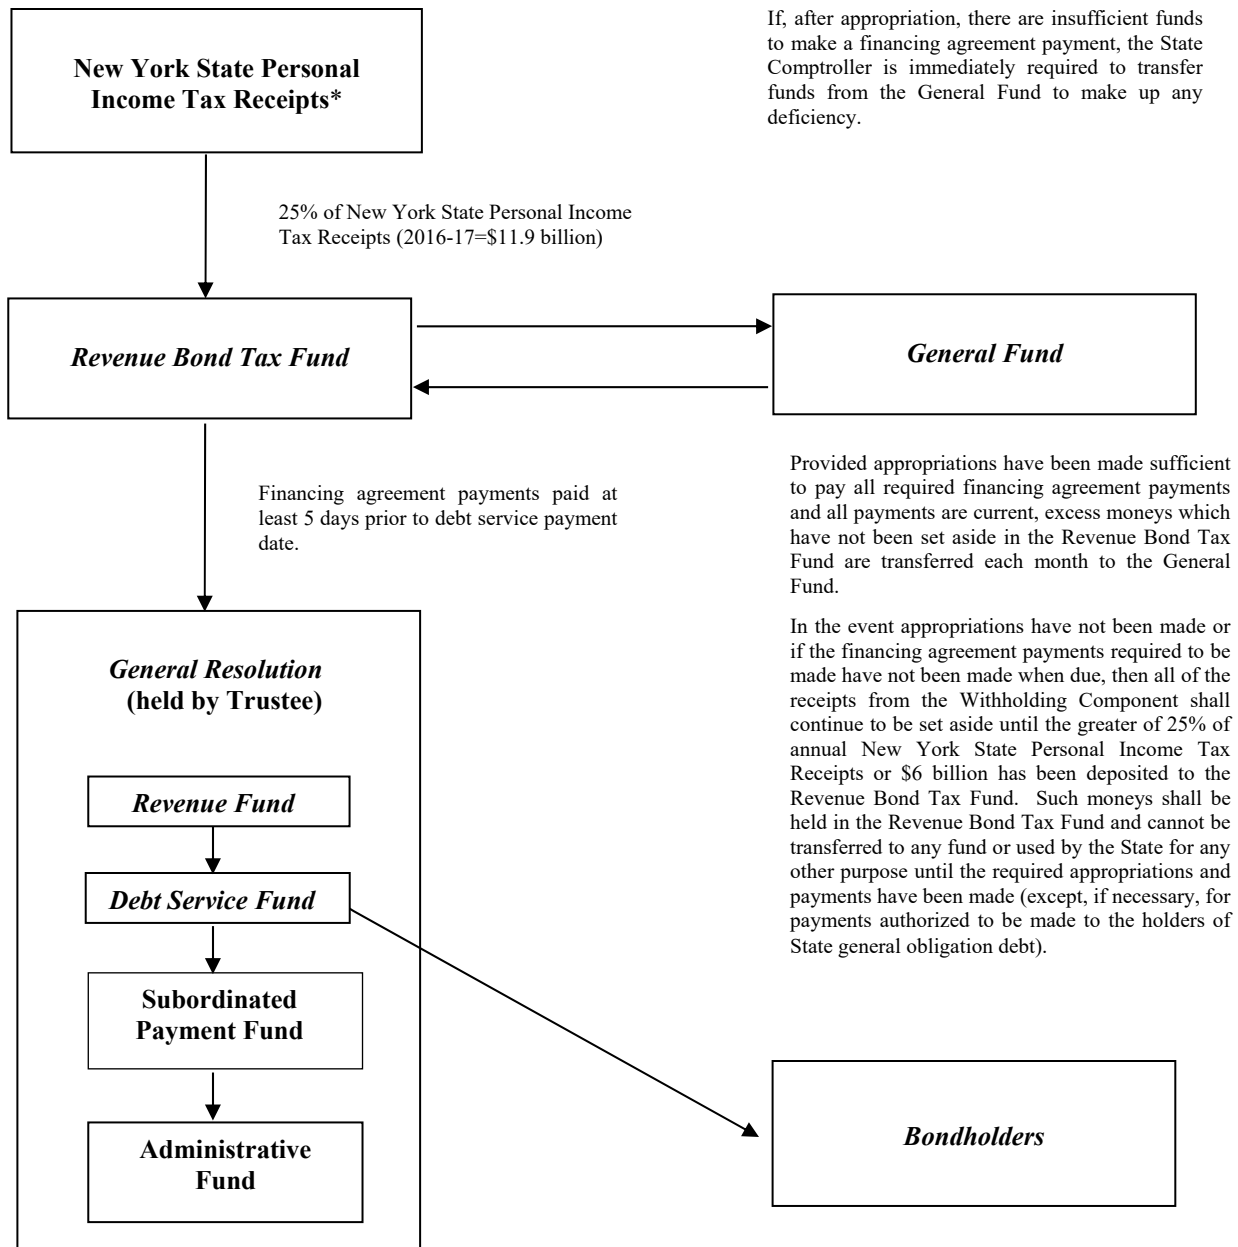 New York State Personal
Income Tax Receipts*
If, after appropriation, there are insufficient funds
to make a financing agreement payment, the State
Comptroller is immediately required to transfer
funds from the General Fund to make up any
deficiency.
25% of New York State Personal Income
Tax Receipts (2016-17=$11.9 billion)
Revenue Bond Tax Fund
General Fund
Financing agreement payments paid at
least 5 days prior to debt service payment
date.
Provided appropriations have been made sufficient
to pay all required financing agreement payments
and all payments are current, excess moneys which
have not been set aside in the Revenue Bond Tax
Fund are transferred each month to the General
Fund.
In the event appropriations have not been made or
if the financing agreement payments required to be
made have not been made when due, then all of the
receipts from the Withholding Component shall
continue to be set aside until the greater of 25% of
annual New York State Personal Income Tax
Receipts or $6 billion has been deposited to the
Revenue Bond Tax Fund. Such moneys shall be
held in the Revenue Bond Tax Fund and cannot be
transferred to any fund or used by the State for any
other purpose until the required appropriations and
payments have been made (except, if necessary, for
payments authorized to be made to the holders of
State general obligation debt).
General Resolution
(held by Trustee)
Revenue Fund
Debt Service Fund
Subordinated
Payment Fund
Administrative
Fund
Bondholders